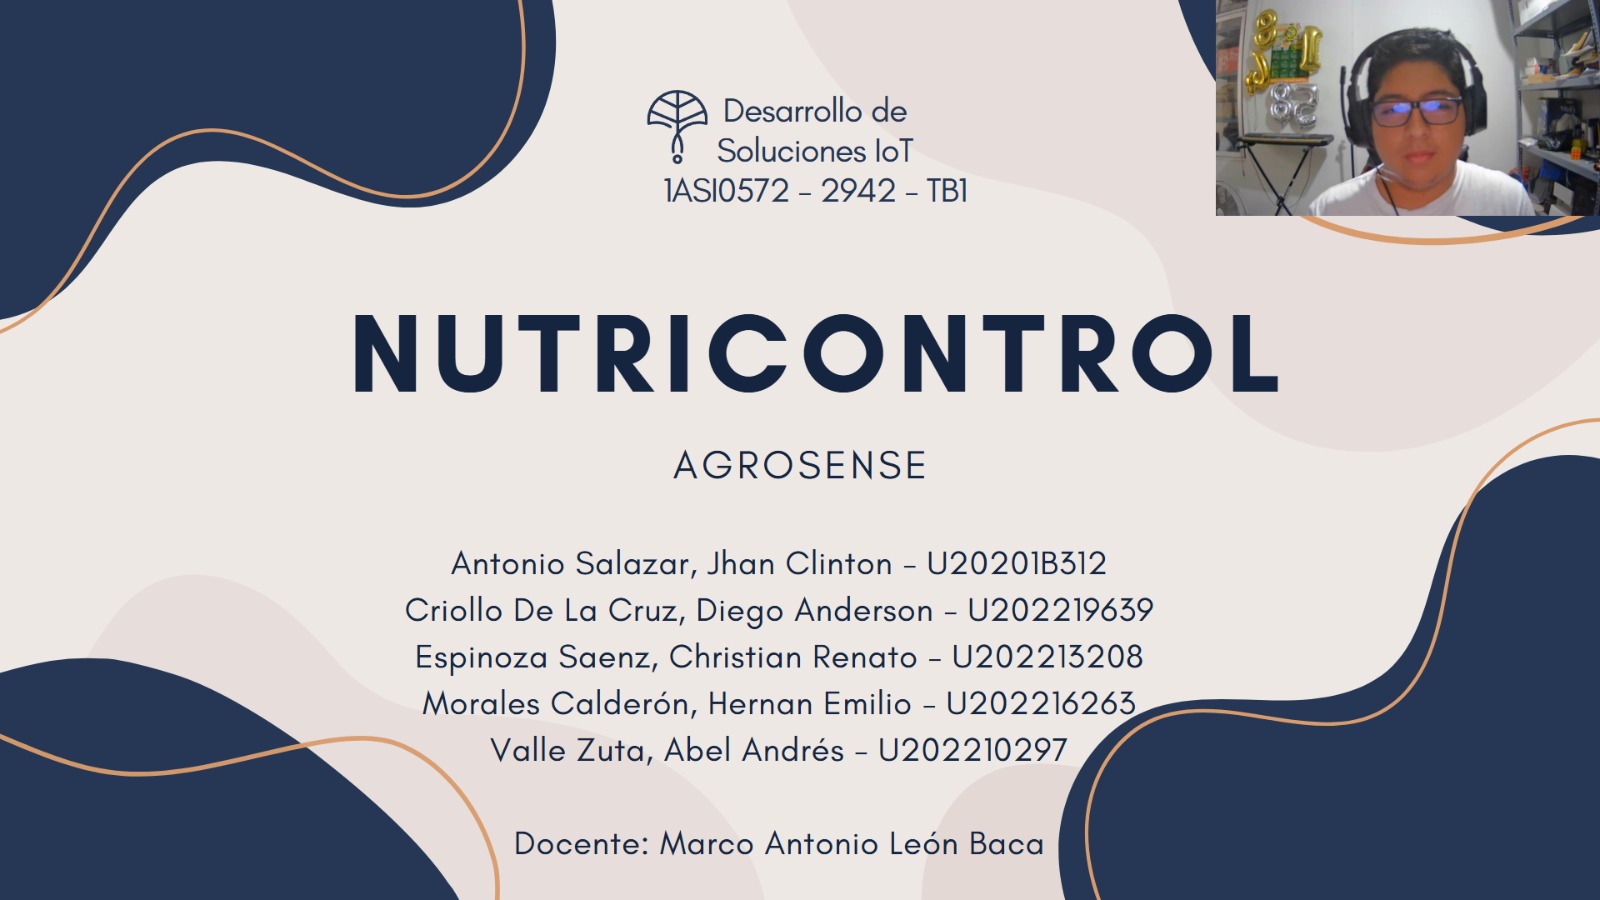 Desarrollo de
Soluciones IoT
1ASI0572 - 2942 - TB1
NUTRICONTROL
AGROSENSE
Antonio Salazar, Jhan Clinton - U20201B312
Criollo De La Cruz, Diego Anderson - U202219639
Espinoza Saenz, Christian Renato - U202213208
Morales Calderón, Hernan Emilio - U202216263
Valle Zuta, Abel Andrés - U202210297
Docente: Marco Antonio León Baca